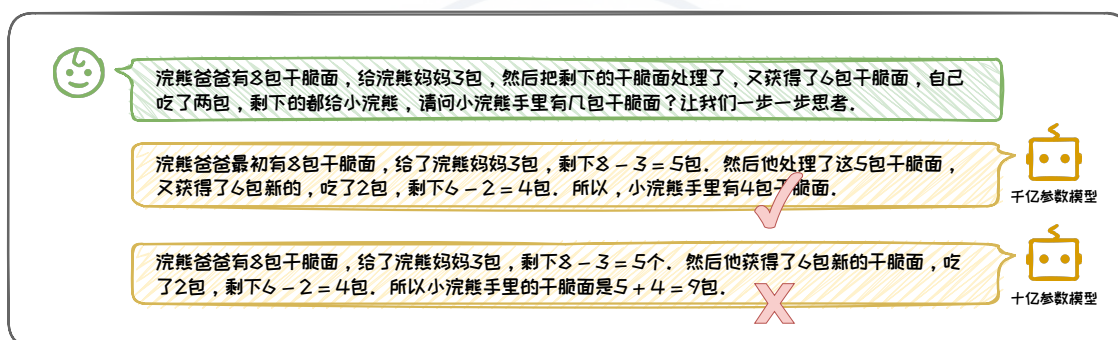 浣熊爸爸有8包干脆面，给浣熊妈妈3包，然后把剩下的干脆面处理了，又获得了6包干脆面，自己
吃了两包，剩下的都给小浣熊，请问小浣熊手里有几包干脆面？让我们一步一步思考.
浣熊爸爸最初有8包干脆面，给了浣熊妈妈3包，剩下8 - 3 = 5包. 然后他处理了这5包干脆面，
又获得了6包新的，吃了2包，剩下6 - 2 = 4包. 所以，小浣熊手里有4包干脆面.
千亿参数模型
浣熊爸爸有8包干脆面，给了浣熊妈妈3包，剩下8 - 3 = 5个. 然后他获得了6包新的干脆面，吃
了2包，剩下6 - 2 = 4包. 所以小浣熊手里的干脆面是5 + 4 = 9包.
十亿参数模型